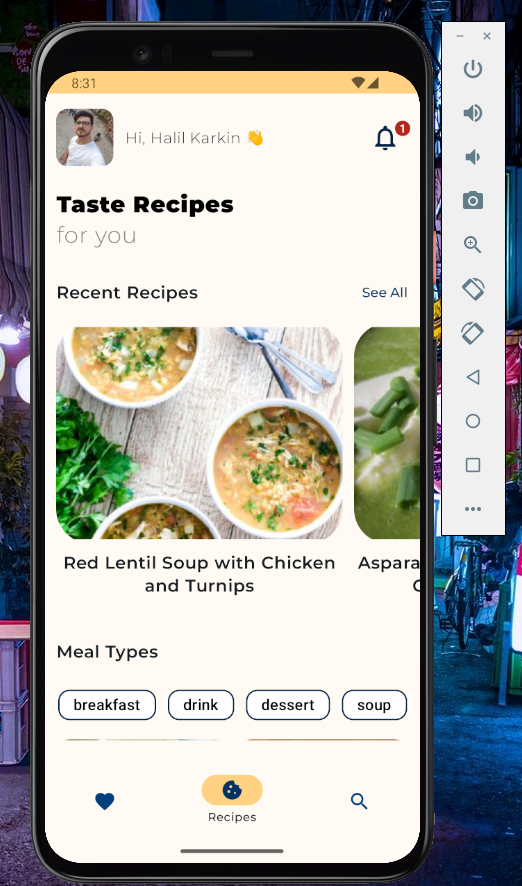 8:31
Hi, Halil Karkin 👋
1
Taste Recipes
for you
Recent Recipes
See All
Red Lentil Soup with Chicken
and Turnips
Aspara
Meal Types
breakfast
drink
dessert
soup
Recipes